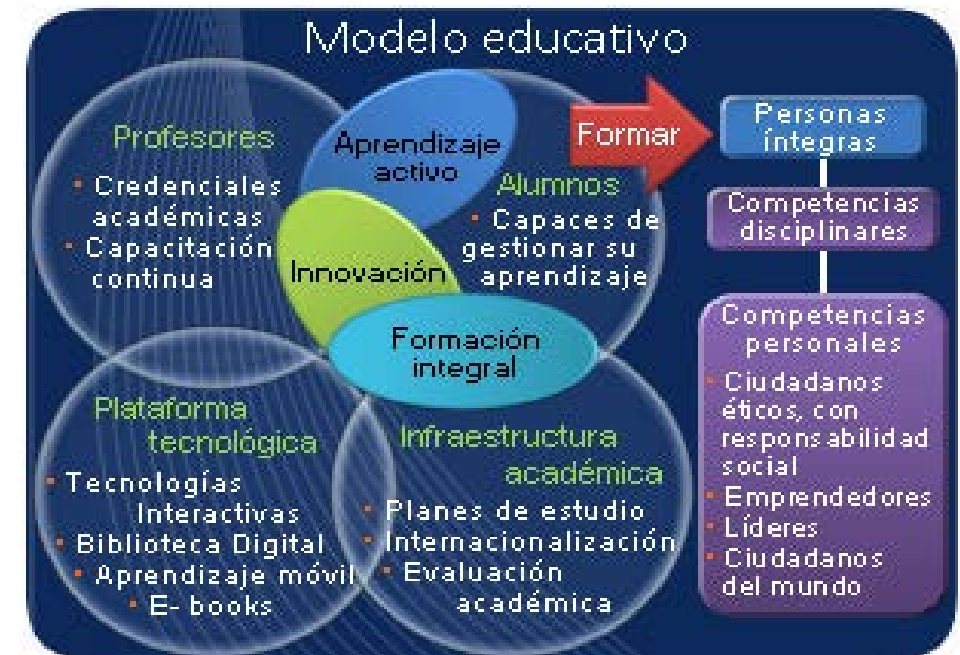 Modelo educativo
Profesores
• Credenciales
académicas
• Capacitación
continua
Aprendizaje
activo
Innovación
Formación
integral
Alumnos
• Capaces de
gestionar su
aprendizaje
Plataforma
tecnológica
• Tecnologías
Interactivas
• Biblioteca Digital
• Aprendizaje móvil
• E- books
Infraestructura
académica
• Planes de estudio
• Internacionalización
• Evaluación
académica
Formar
Personas
íntegras
Competencias
disciplinares
Competencias
personales
• Ciudadanos
éticos, con
responsabilidad
social
• Emprendedores
• Líderes
• Ciudadanos
del mundo